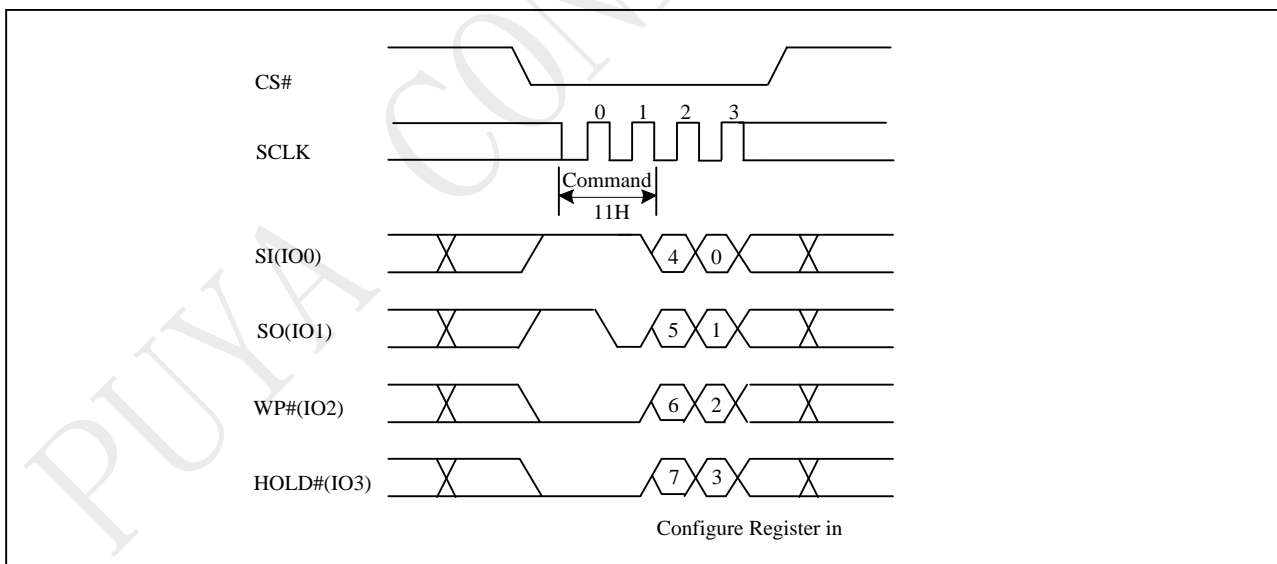 PUYA CON
CS#
0 1 2 3
SCLK
Command
11H
SI(IO0)
4 0
SO(IO1)
5 1
WP#(IO2)
6 2
HOLD#(IO3)
7 3
Configure Register in